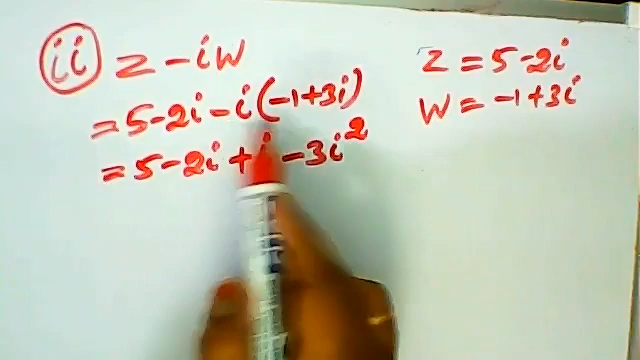 ii z - iw
= 5 - 2i - i(-1+3i)
= 5 - 2i + i - 3i²
z = 5 - 2i
w = -1 + 3i